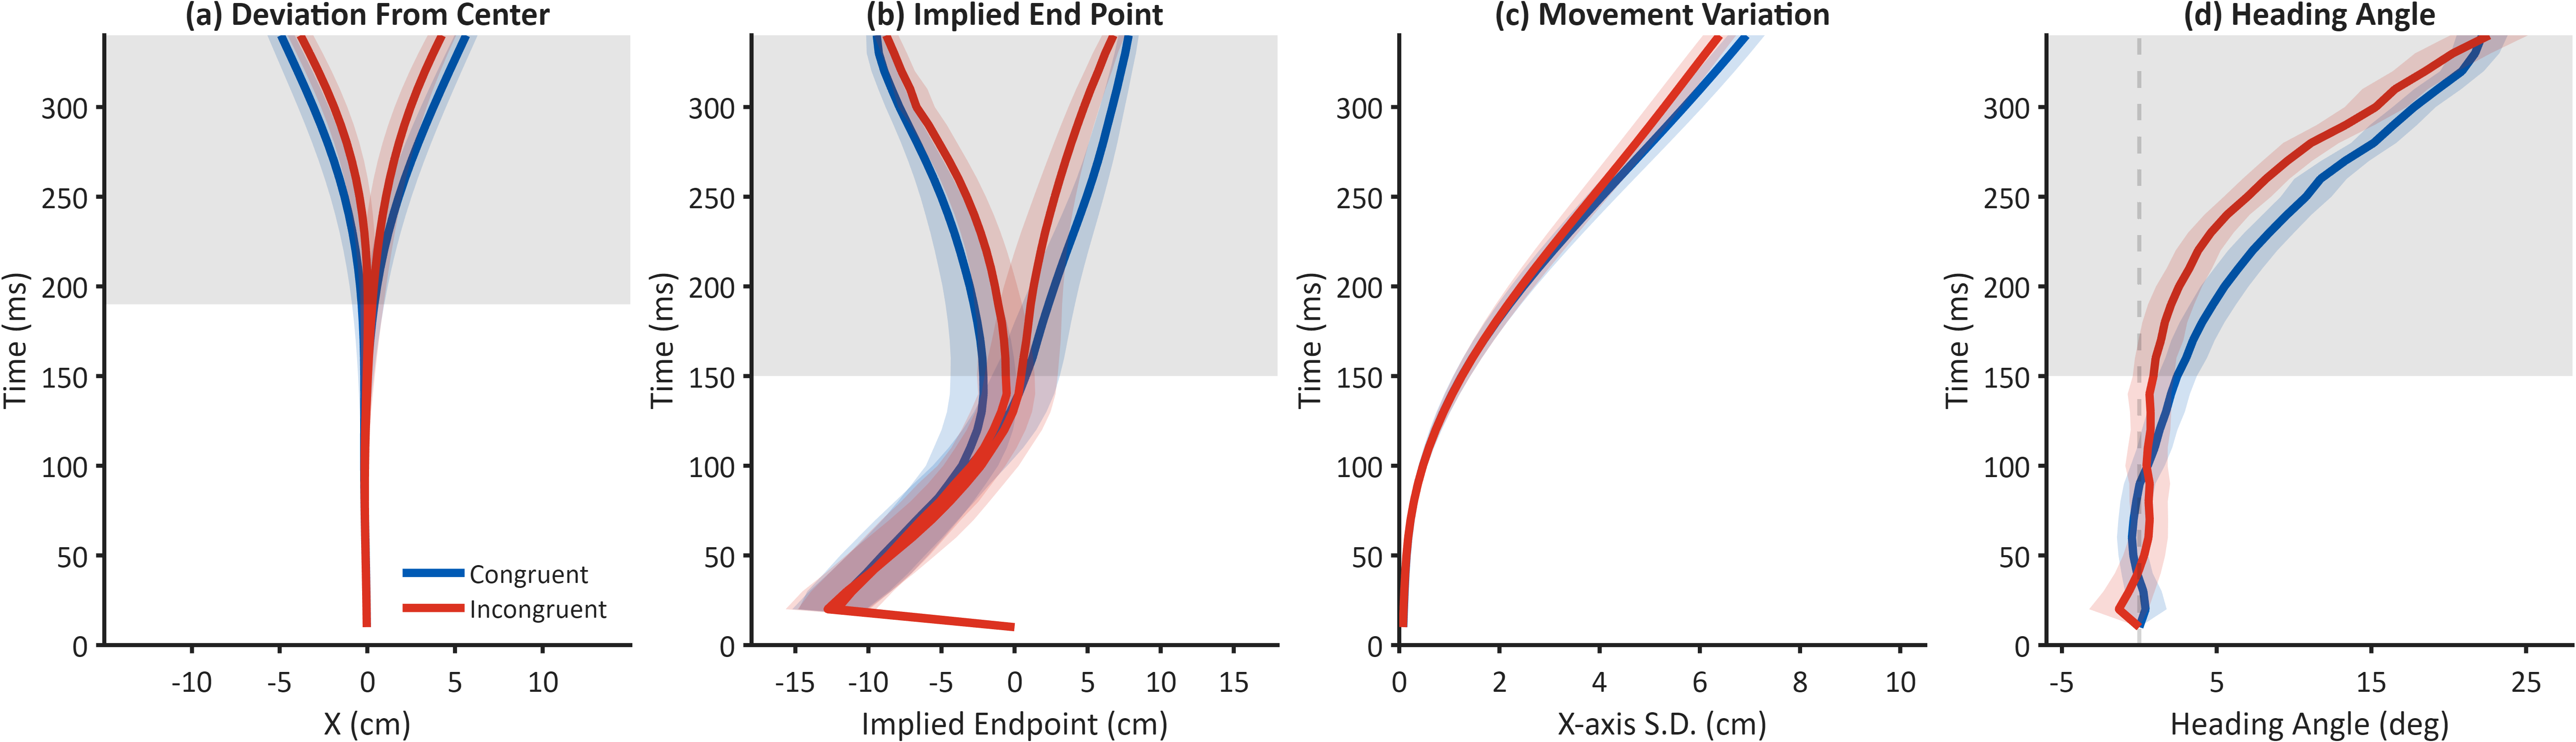 (a) Deviation From Center
Time (ms)
300
250
200
150
100
50
0
-10 -5 0 5 10
X (cm)
Congruent
Incongruent
(b) Implied End Point
Time (ms)
300
250
200
150
100
50
0
-15 -10 -5 0 5 10 15
Implied Endpoint (cm)
(c) Movement Variation
Time (ms)
300
250
200
150
100
50
0
0 2 4 6 8 10
X-axis S.D. (cm)
(d) Heading Angle
Time (ms)
300
250
200
150
100
50
0
-5 5 15 25
Heading Angle (deg)